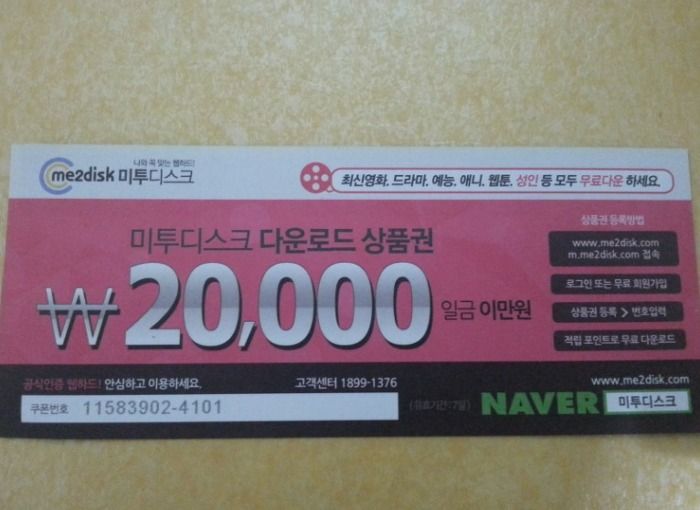 나와 꼭 맞는 웹하드!
me2disk 미투디스크
최신영화, 드라마, 예능, 애니, 웹툰, 성인 등 모두 무료다운 하세요.
미투디스크 다운로드 상품권
₩20,000 일금 이만원
상품권 등록방법
www.me2disk.com
m.me2disk.com 접속
로그인 또는 무료 회원가입
상품권 등록 > 번호입력
적립 포인트로 무료 다운로드
공식인증 웹하드! 안심하고 이용하세요.
고객센터 1899-1376
www.me2disk.com
쿠폰번호 11583902-4101
(유효기간:7일)
NAVER 미투디스크